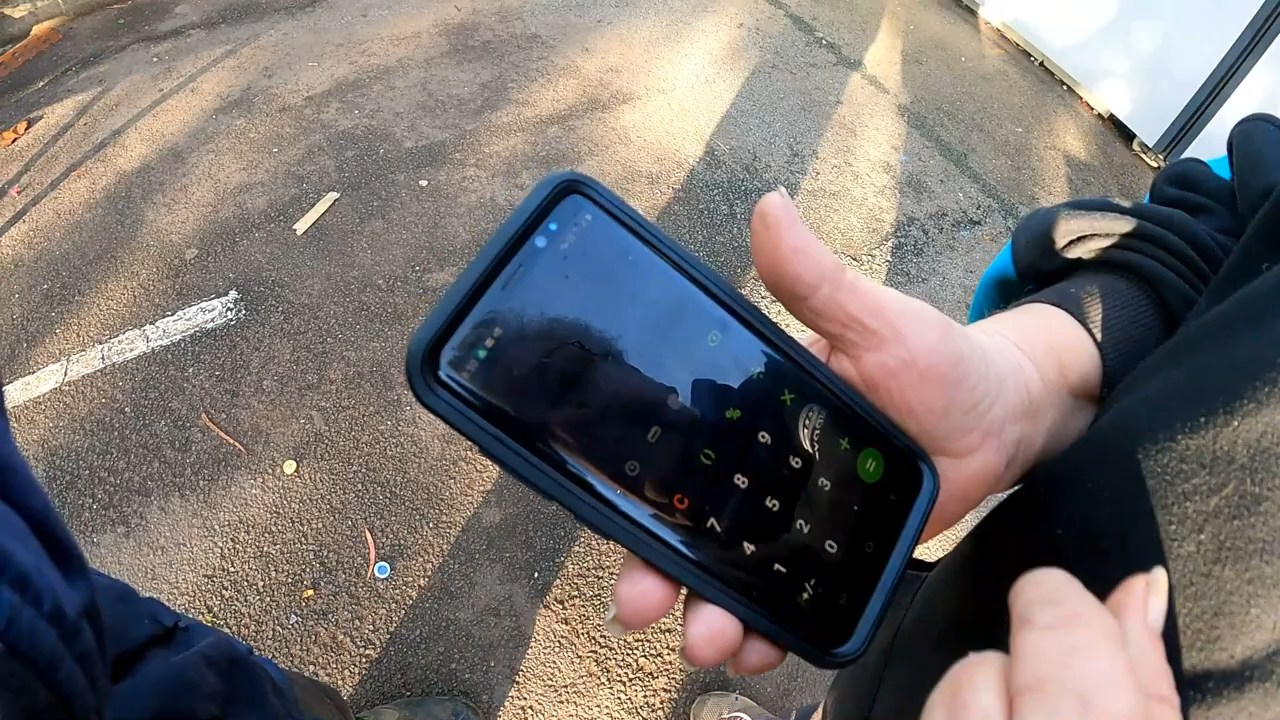 C () % ÷
7 8 9 ×
4 5 6
1 2 3 +
+/- 0 . =